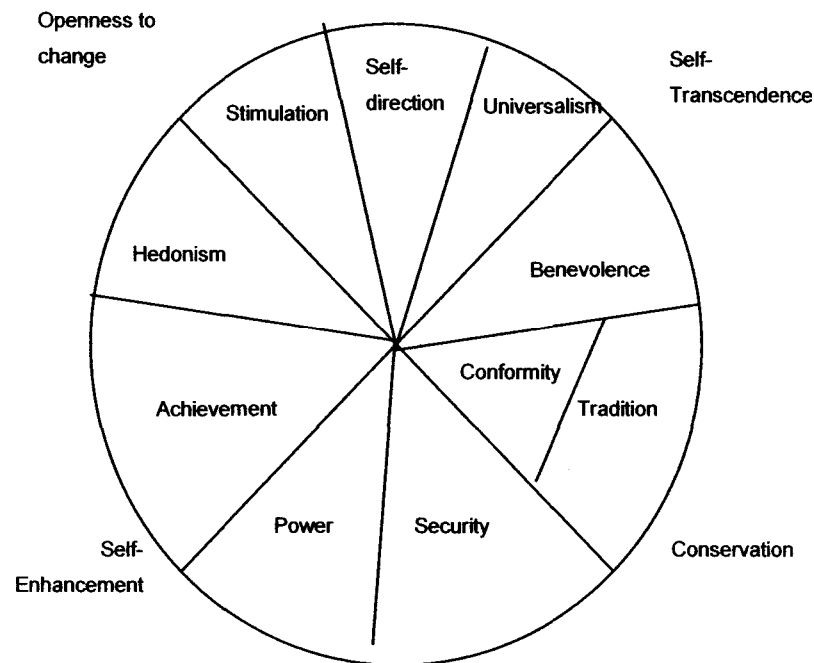 Openness to
change
Self-
direction
Self-
Transcendence
Stimulation
Universalism
Hedonism
Benevolence
Conformity
Achievement
Tradition
Power
Security
Self-
Enhancement
Conservation